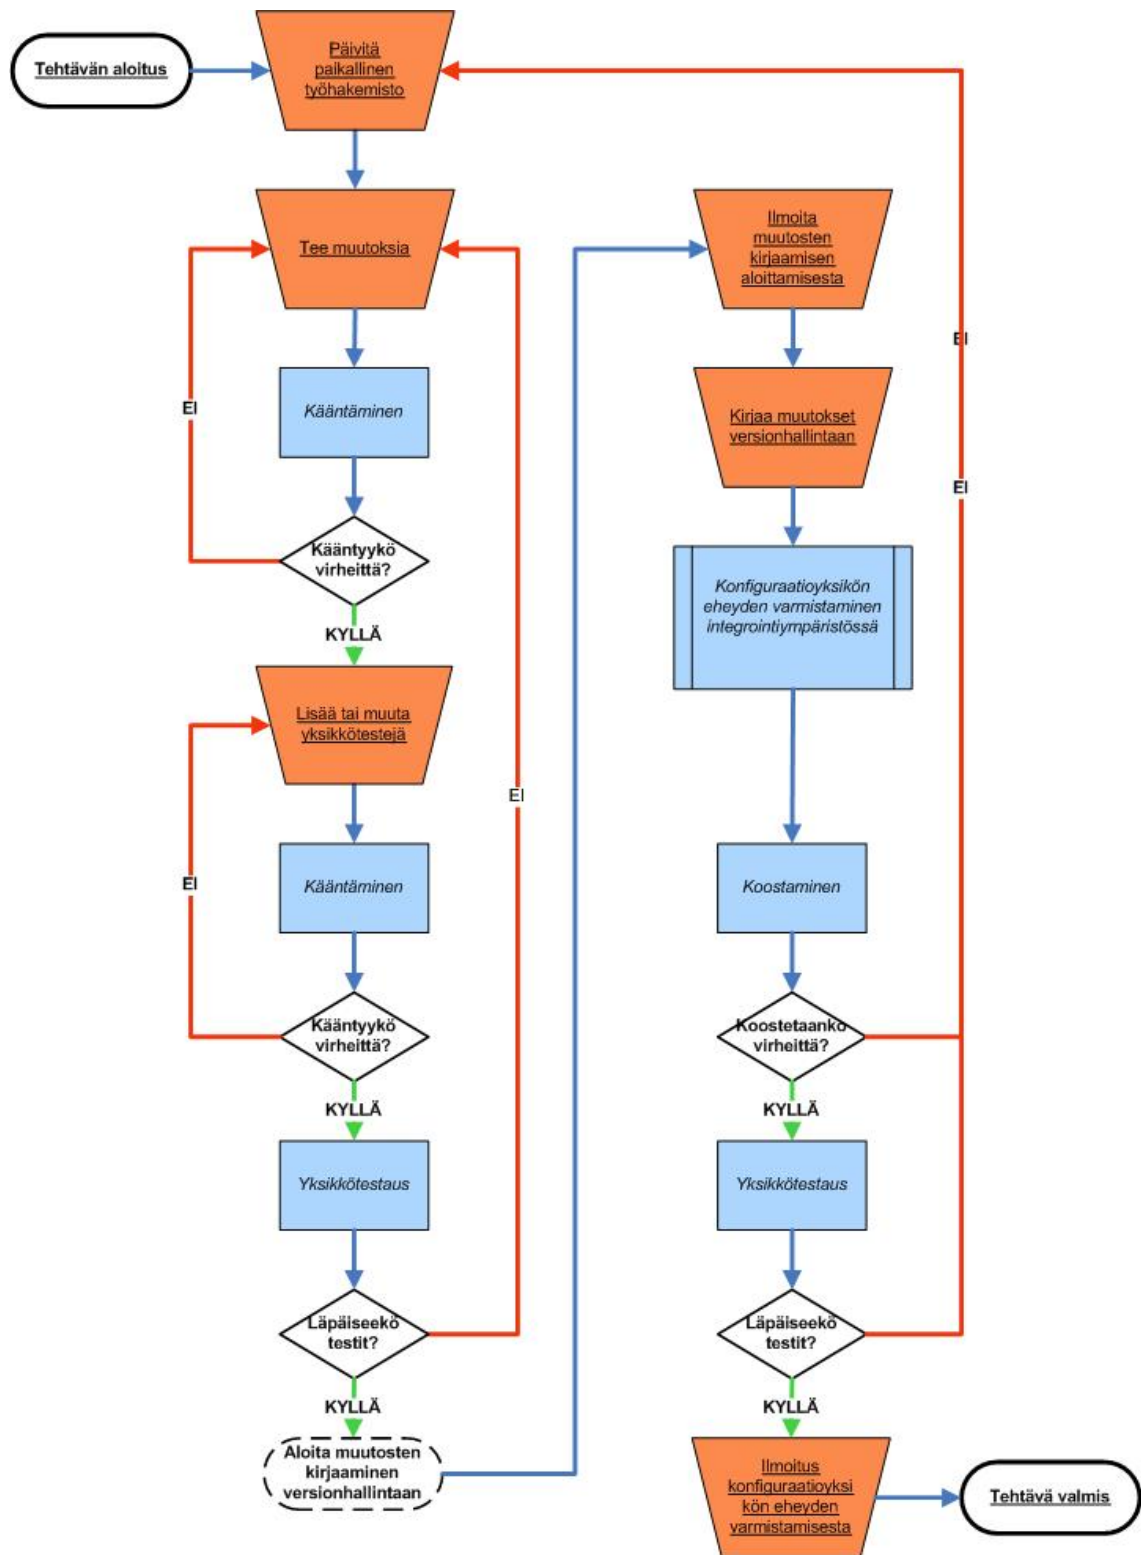 Tehtävän aloitus
Päivitä
paikallinen
työhakemisto
Tee muutoksia
EI
Kääntäminen
Kääntyykö
virheittä?
KYLLÄ
Lisää tai muuta
yksikkötestejä
EI
EI
Kääntäminen
Kääntyykö
virheittä?
KYLLÄ
Yksikkötestaus
Läpäiseekö
testit?
KYLLÄ
Aloita muutosten
kirjaaminen
versionhallintaan
Ilmoita
muutosten
kirjaamisen
aloittamisesta
EI
Kirjaa muutokset
versionhallintaan
EI
Konfiguraatioyksikön
eheyden varmistaminen
integrointiympäristössä
Koostaminen
Koostetaanko
virheittä?
KYLLÄ
Yksikkötestaus
Läpäiseekö
testit?
KYLLÄ
Ilmoitus
konfiguraatioyksi
kön eheyden
varmistamisesta
Tehtävä valmis